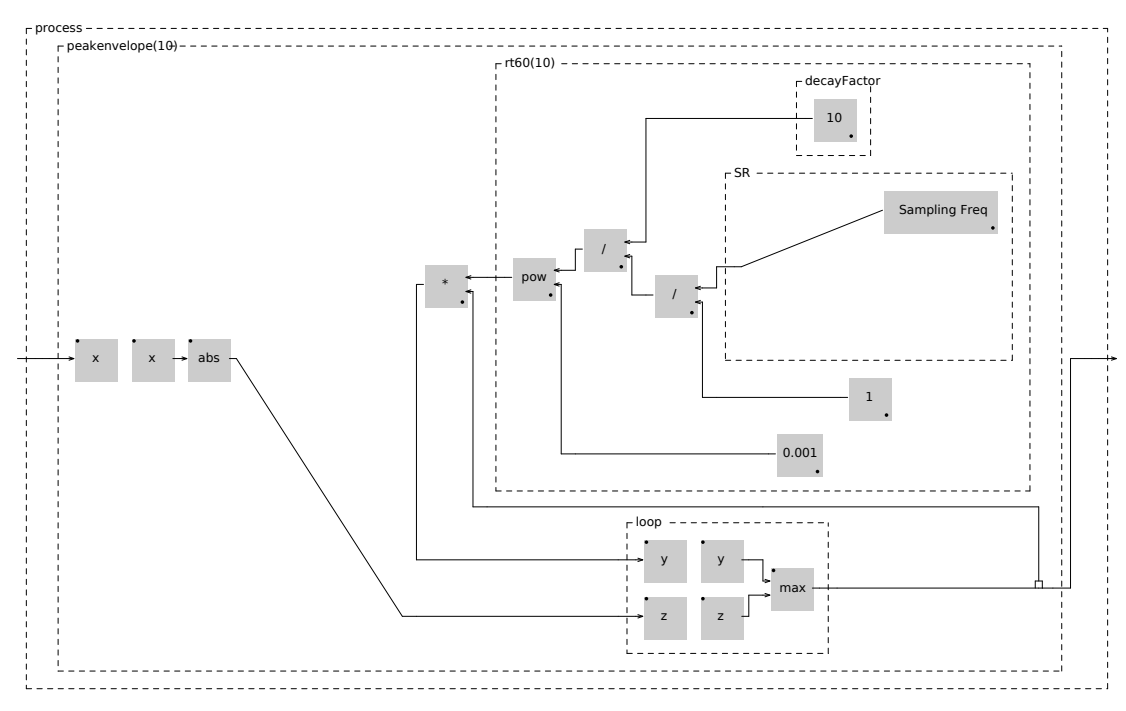 process
peakenvelope(10)
rt60(10)
decayFactor
10
SR
Sampling Freq
/
pow
*
/
x
x
abs
1
0.001
loop
y
y
max
z
z